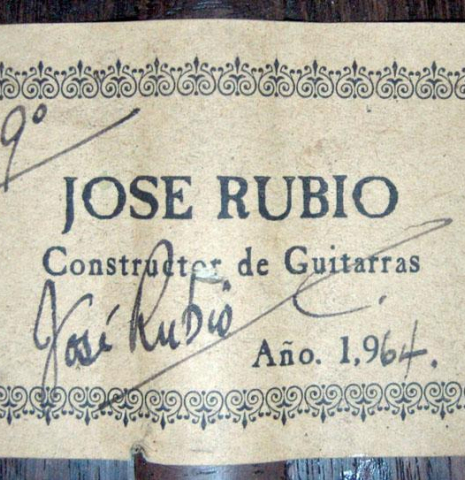 9º
JOSE RUBIO
Constructor de Guitarras
José Rubio
Año. 1,964.